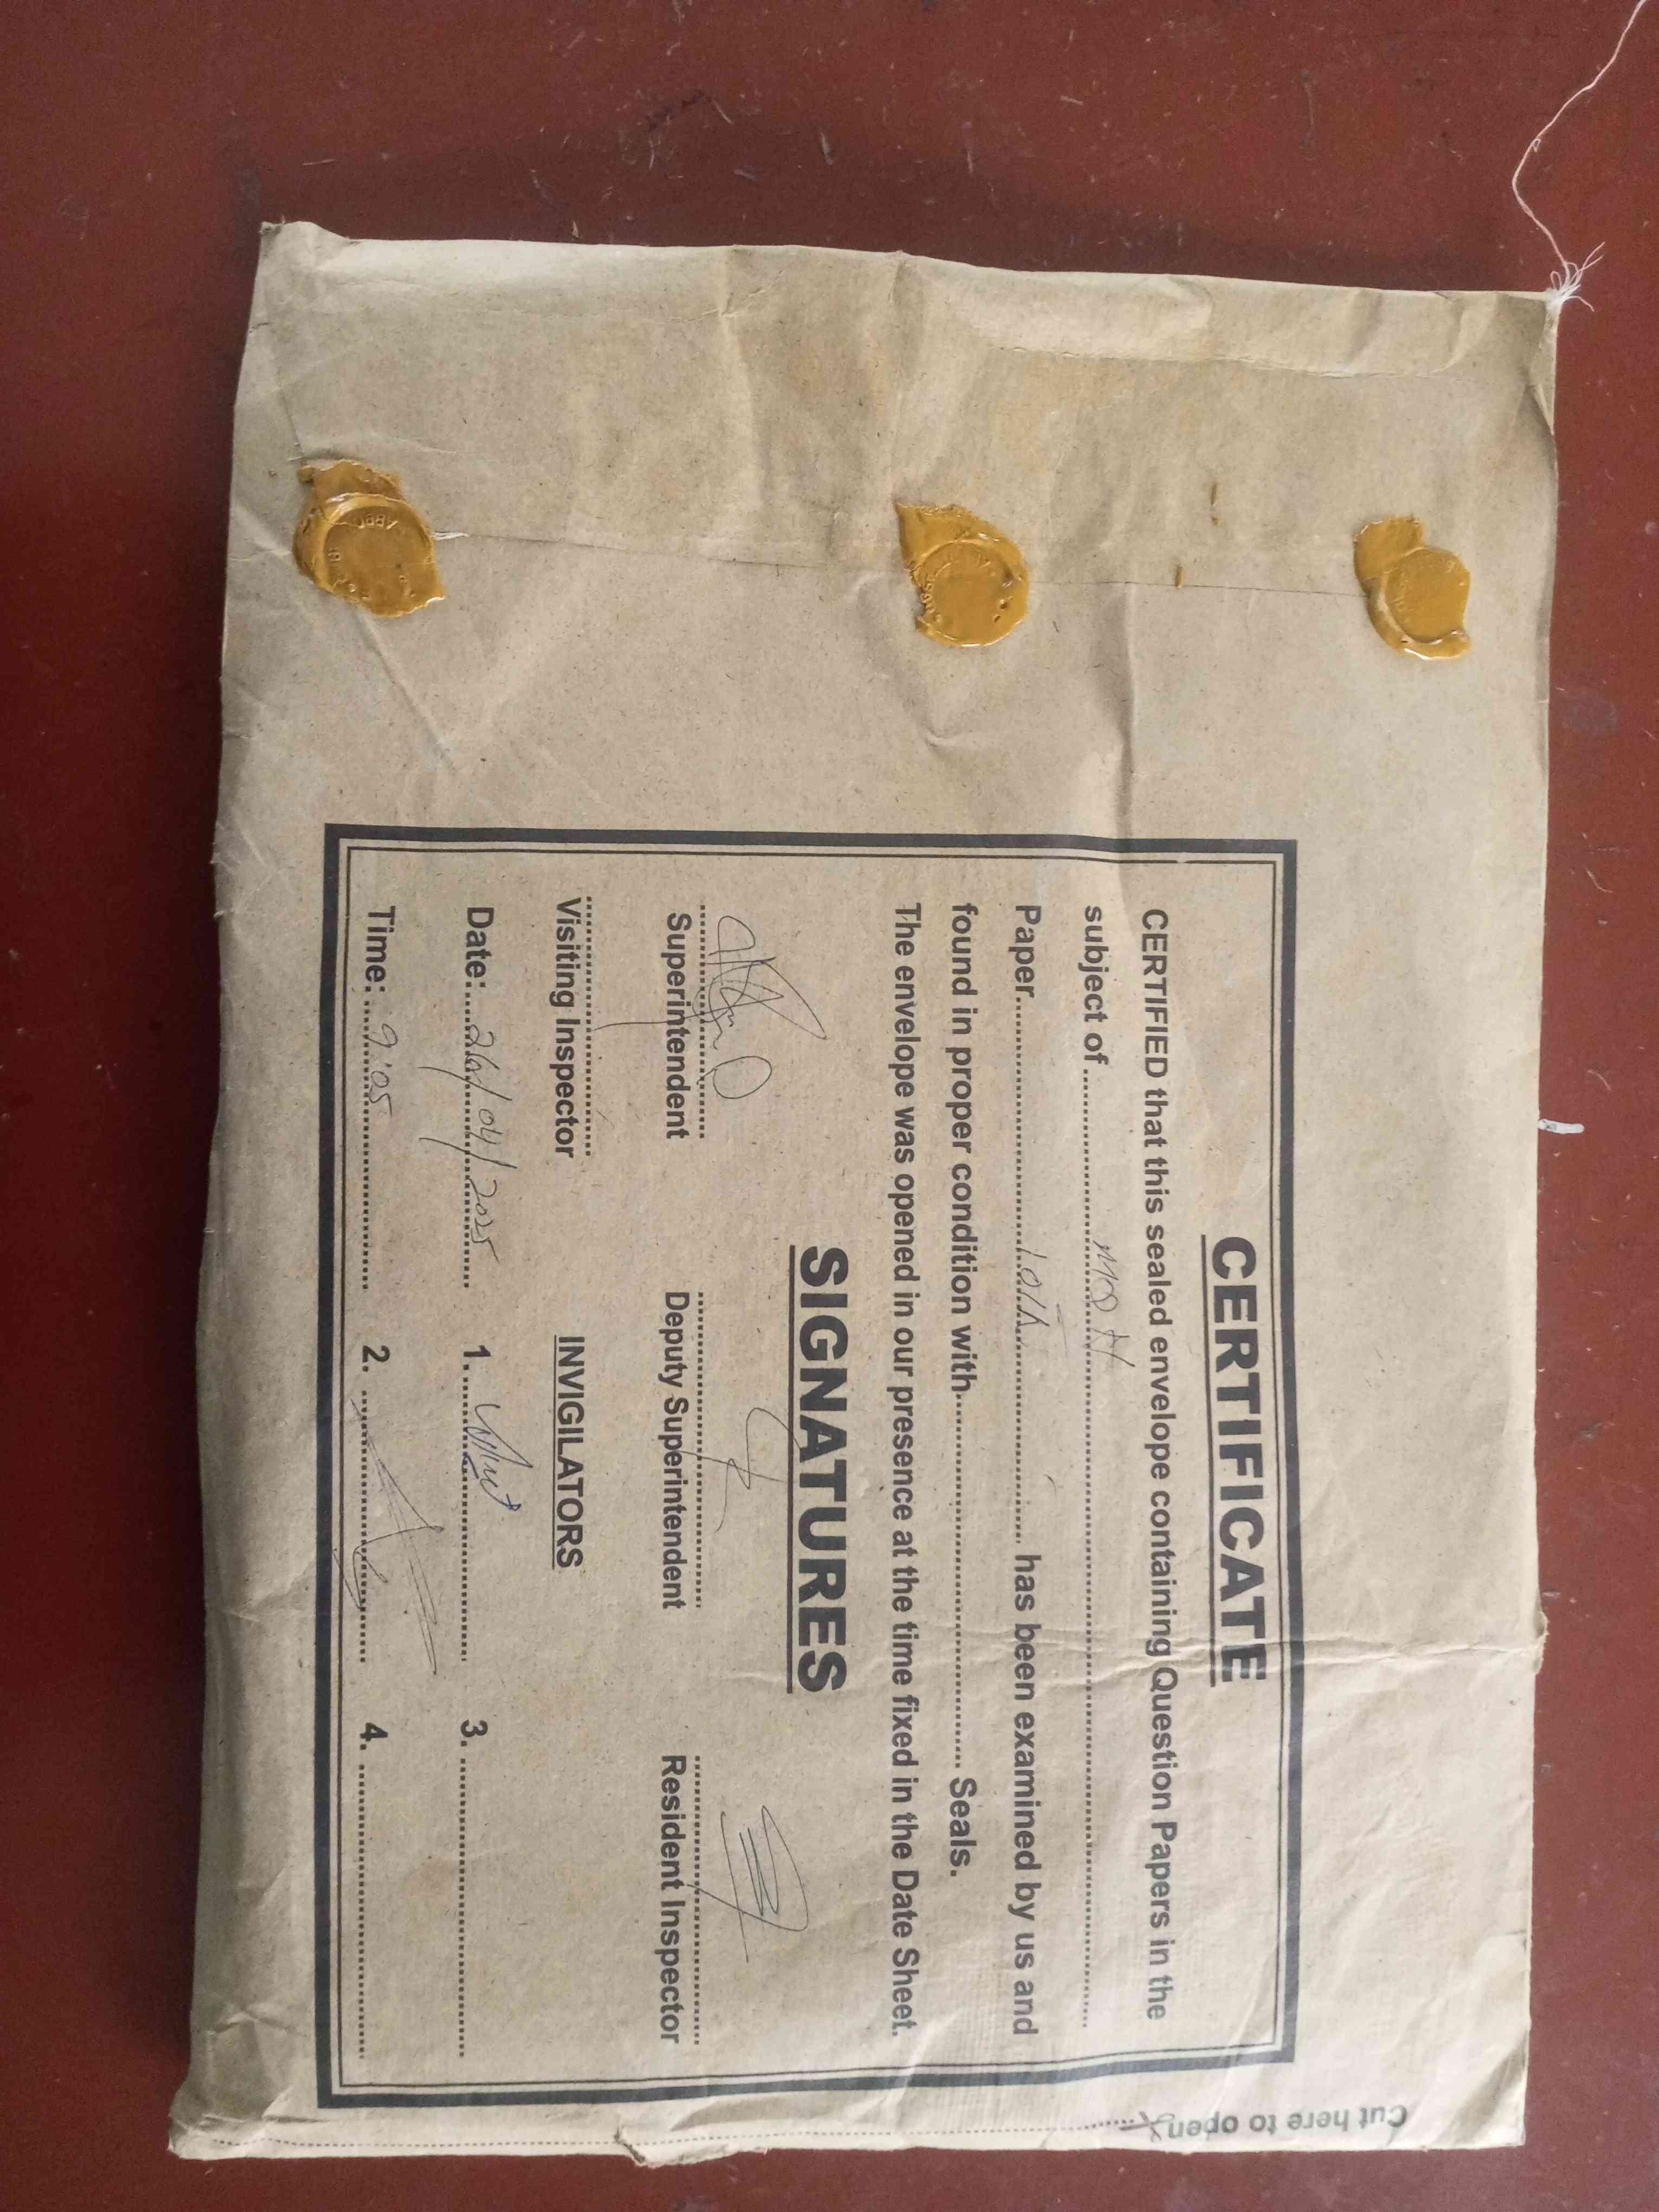 CERTIFICATE
CERTIFIED that this sealed envelope containing Question Papers in the
subject of ........ Math ........
Paper ........ 10th ........ has been examined by us and
found in proper condition with ........ Seals.
The envelope was opened in our presence at the time fixed in the Date Sheet.
SIGNATURES
Superintendent Deputy Superintendent Resident Inspector
Visiting Inspector INVIGILATORS
Date: 26/04/2025 1. ........ 3. ........
Time: 9:05 2. ........ 4. ........
Cut here to open